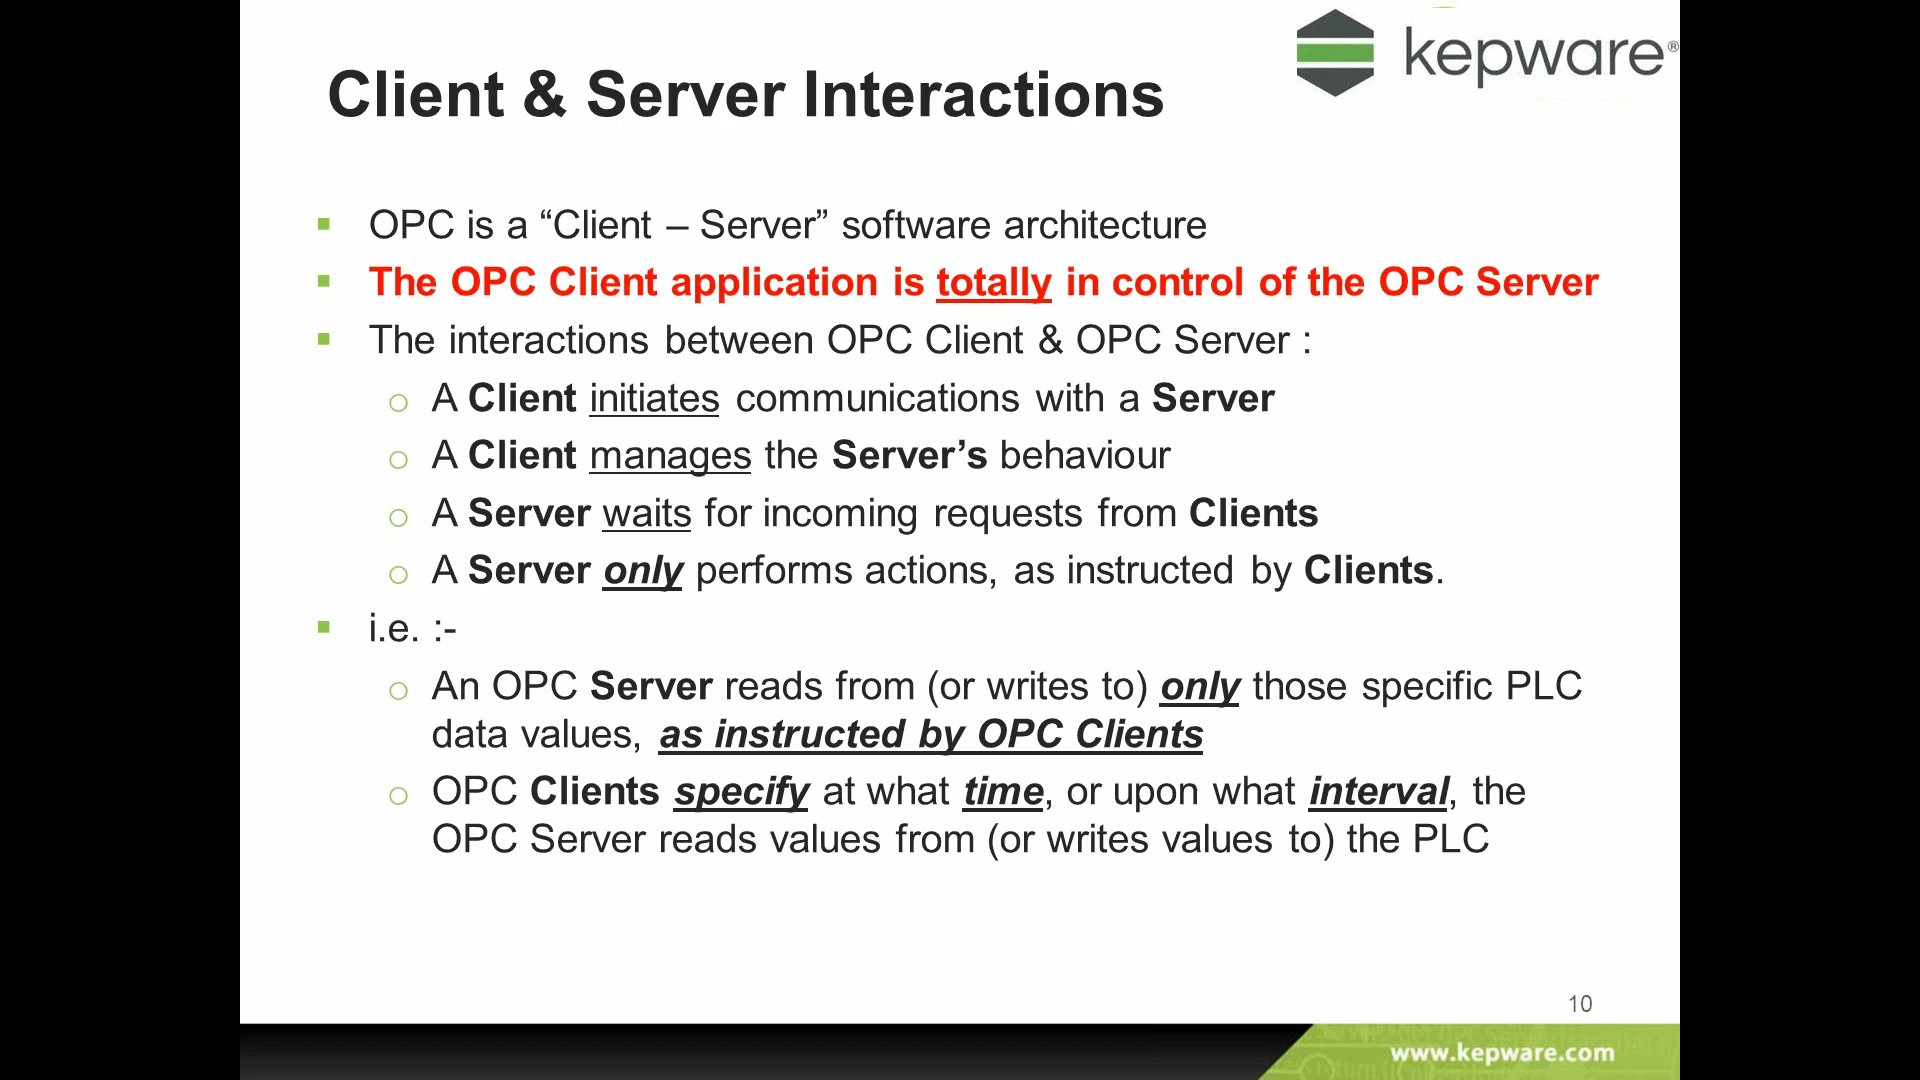 kepware®
Client & Server Interactions
OPC is a “Client – Server” software architecture
The OPC Client application is totally in control of the OPC Server
The interactions between OPC Client & OPC Server :
A Client initiates communications with a Server
A Client manages the Server’s behaviour
A Server waits for incoming requests from Clients
A Server only performs actions, as instructed by Clients.
i.e. :-
An OPC Server reads from (or writes to) only those specific PLC
data values, as instructed by OPC Clients
OPC Clients specify at what time, or upon what interval, the
OPC Server reads values from (or writes values to) the PLC
10
www.kepware.com